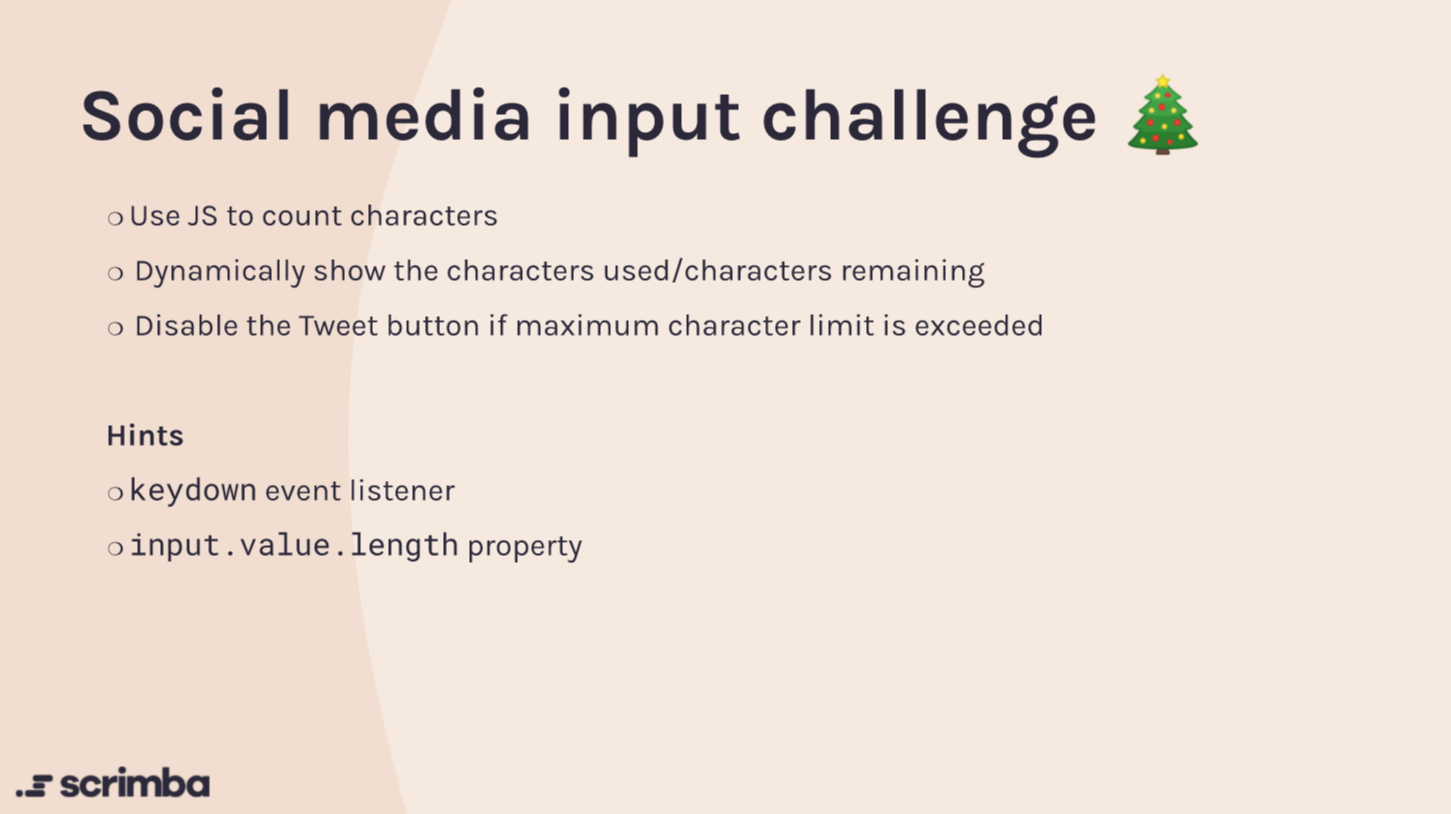 Social media input challenge 🎄
❍ Use JS to count characters
❍ Dynamically show the characters used/characters remaining
❍ Disable the Tweet button if maximum character limit is exceeded
Hints
❍ keydown event listener
❍ input.value.length property
scrimba